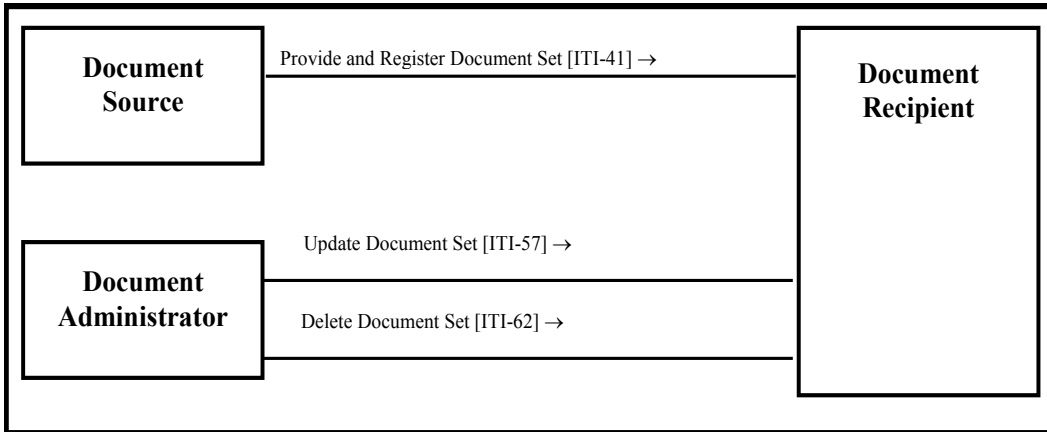 Document
Source
Provide and Register Document Set [ITI-41] →
Document
Recipient
Document
Administrator
Update Document Set [ITI-57] →
Delete Document Set [ITI-62] →